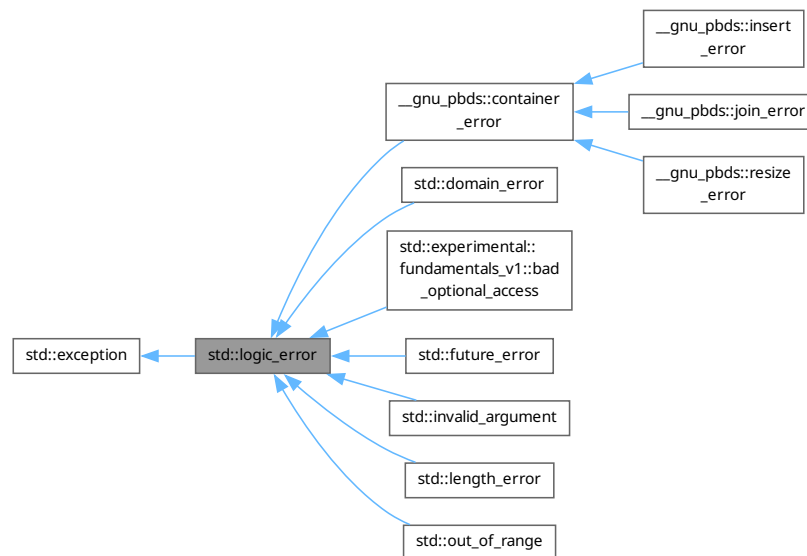 __gnu_pbds::insert
_error
__gnu_pbds::container
_error
__gnu_pbds::join_error
__gnu_pbds::resize
_error
std::domain_error
std::experimental::
fundamentals_v1::bad
_optional_access
std::exception
std::logic_error
std::future_error
std::invalid_argument
std::length_error
std::out_of_range